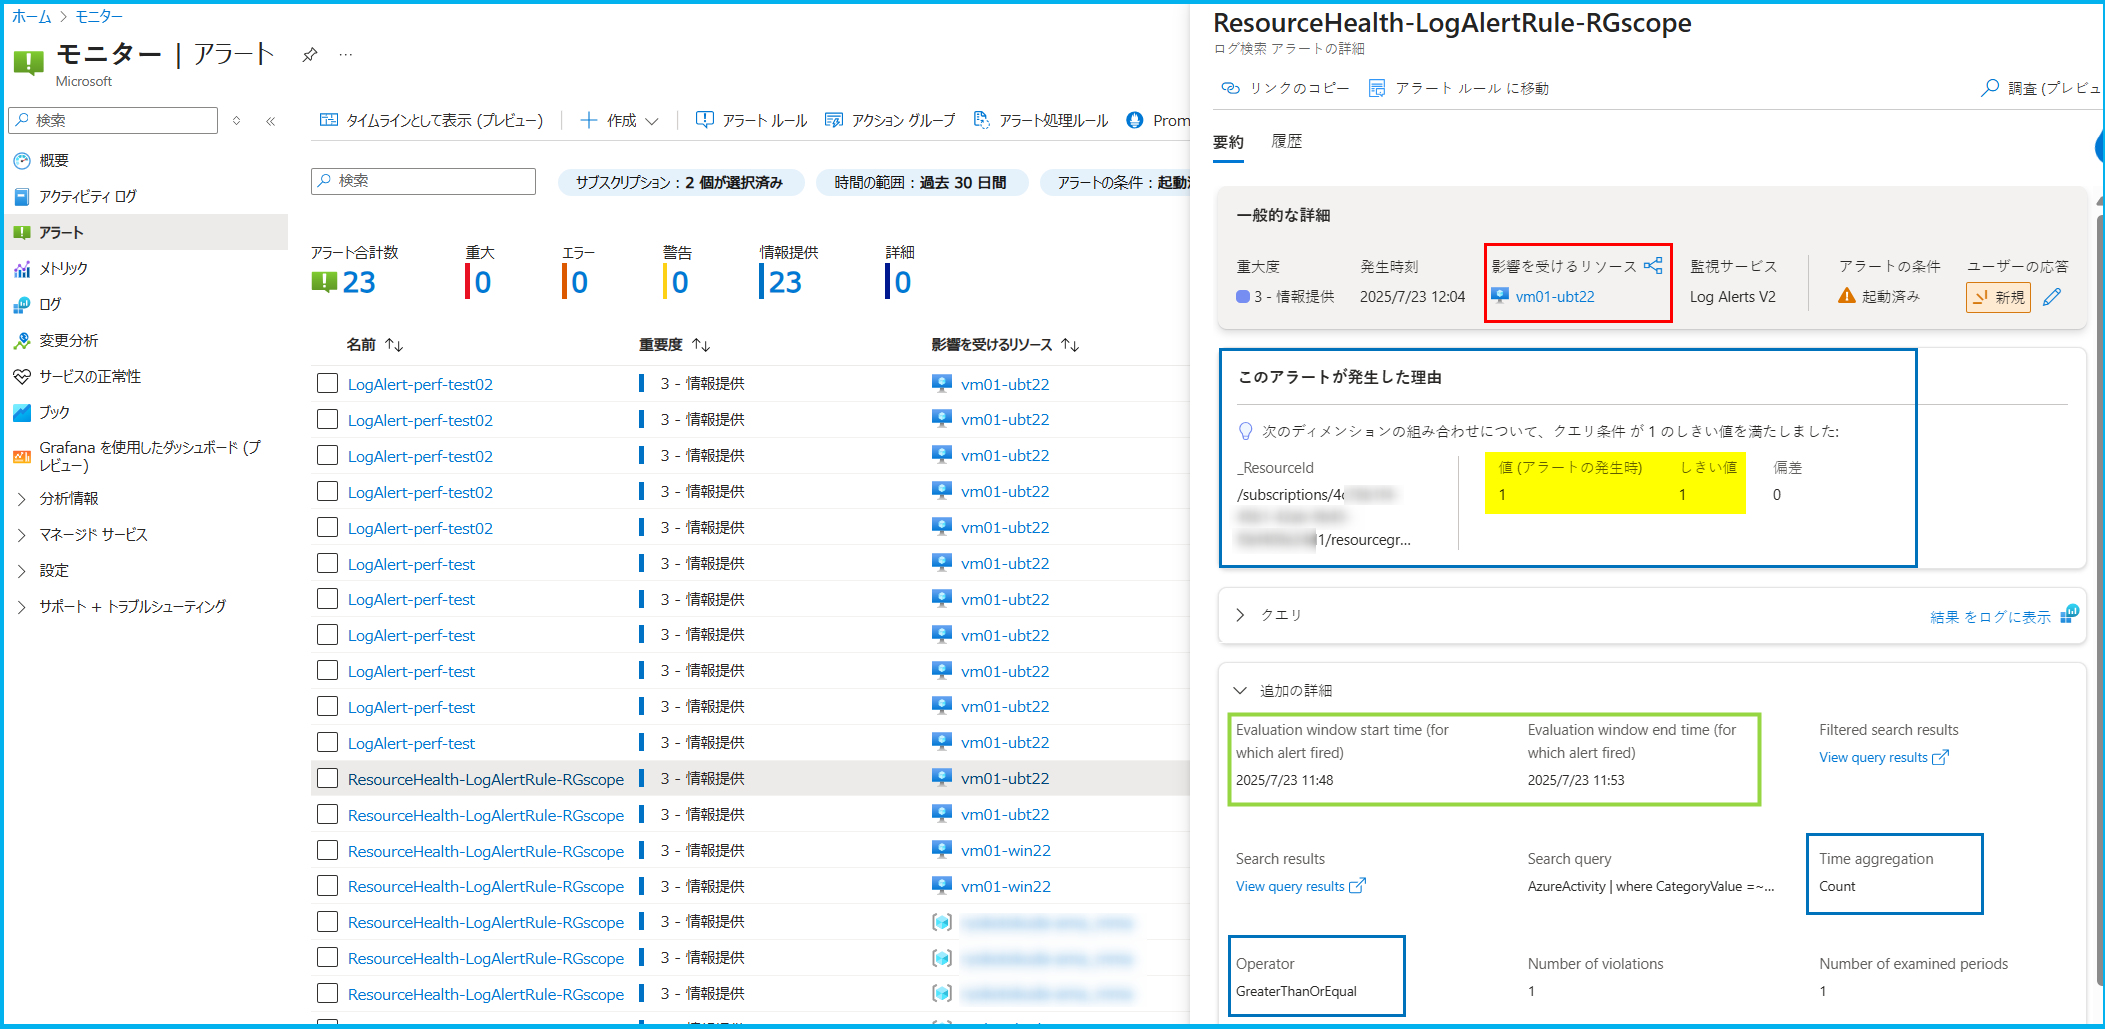 ホーム > モニター
モニター | アラート
Microsoft
検索
概要
アクティビティ ログ
アラート
メトリック
ログ
変更分析
サービスの正常性
ブック
Grafana を使用したダッシュボード (プ
レビュー)
分析情報
マネージド サービス
設定
サポート + トラブルシューティング
タイムラインとして表示 (プレビュー) 作成 アラート ルール アクション グループ アラート処理ルール Prom
検索 サブスクリプション : 2 個が選択済み 時間の範囲 : 過去 30 日間 アラートの条件 : 起動
アラート合計数 重大 エラー 警告 情報提供 詳細
23 0 0 0 23 0
名前 重要度 影響を受けるリソース
LogAlert-perf-test02 3 - 情報提供 vm01-ubt22
LogAlert-perf-test02 3 - 情報提供 vm01-ubt22
LogAlert-perf-test02 3 - 情報提供 vm01-ubt22
LogAlert-perf-test02 3 - 情報提供 vm01-ubt22
LogAlert-perf-test02 3 - 情報提供 vm01-ubt22
LogAlert-perf-test 3 - 情報提供 vm01-ubt22
LogAlert-perf-test 3 - 情報提供 vm01-ubt22
LogAlert-perf-test 3 - 情報提供 vm01-ubt22
LogAlert-perf-test 3 - 情報提供 vm01-ubt22
LogAlert-perf-test 3 - 情報提供 vm01-ubt22
LogAlert-perf-test 3 - 情報提供 vm01-ubt22
ResourceHealth-LogAlertRule-RGscope 3 - 情報提供 vm01-ubt22
ResourceHealth-LogAlertRule-RGscope 3 - 情報提供 vm01-ubt22
ResourceHealth-LogAlertRule-RGscope 3 - 情報提供 vm01-win22
ResourceHealth-LogAlertRule-RGscope 3 - 情報提供 vm01-win22
ResourceHealth-LogAlertRule-RGscope 3 - 情報提供
ResourceHealth-LogAlertRule-RGscope 3 - 情報提供
ResourceHealth-LogAlertRule-RGscope 3 - 情報提供
ResourceHealth-LogAlertRule-RGscope
ログ検索 アラートの詳細
リンクのコピー アラート ルール に移動 調査 (プレビュ
要約 履歴
一般的な詳細
重大度 発生時刻 影響を受けるリソース 監視サービス アラートの条件 ユーザーの応答
3 - 情報提供 2025/7/23 12:04 vm01-ubt22 Log Alerts V2 起動済み 新規
このアラートが発生した理由
次のディメンションの組み合わせについて、クエリ条件 が 1 のしきい値を満たしました:
_ResourceId 値 (アラートの発生時) しきい値 偏差
/subscriptions/4 1 1 0
1/resourcegr...
クエリ 結果 をログに表示
追加の詳細
Evaluation window start time (for Evaluation window end time (for Filtered search results
which alert fired) which alert fired) View query results
2025/7/23 11:48 2025/7/23 11:53
Search results Search query Time aggregation
View query results AzureActivity | where CategoryValue =~... Count
Operator Number of violations Number of examined periods
GreaterThanOrEqual 1 1